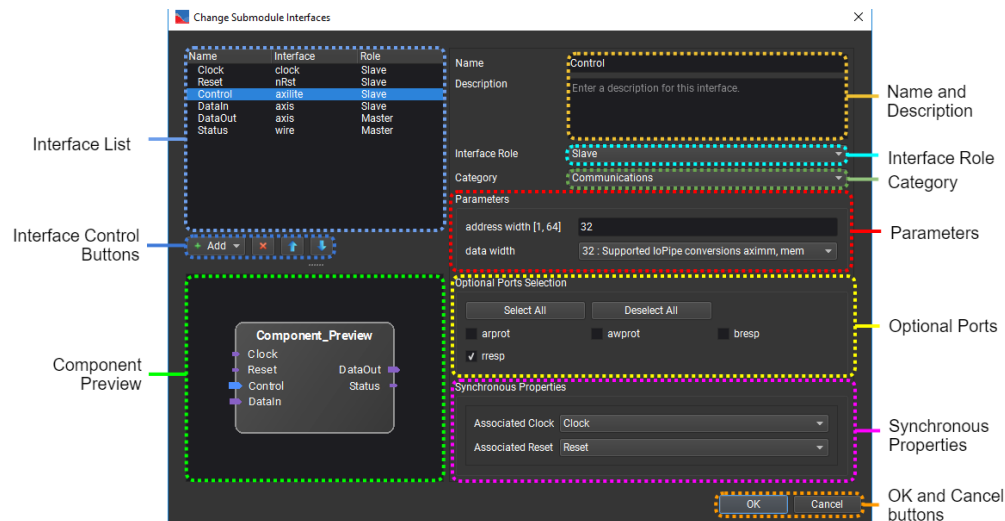 Change Submodule Interfaces
Name Interface Role
Clock clock Slave
Reset nRst Slave
Control axilite Slave
DataIn axis Slave
DataOut axis Master
Status wire Master
Add
Component_Preview
Clock
Reset DataOut
Control Status
DataIn
Name Control
Description Enter a description for this interface.
Interface Role Slave
Category Communications
Parameters
address width [1, 64] 32
data width 32 : Supported IoPipe conversions aximm, mem
Optional Ports Selection
Select All Deselect All
arprot awprot bresp
rresp
Synchronous Properties
Associated Clock Clock
Associated Reset Reset
OK Cancel
Interface List
Interface Control
Buttons
Component
Preview
Name and
Description
Interface Role
Category
Parameters
Optional Ports
Synchronous
Properties
OK and Cancel
buttons